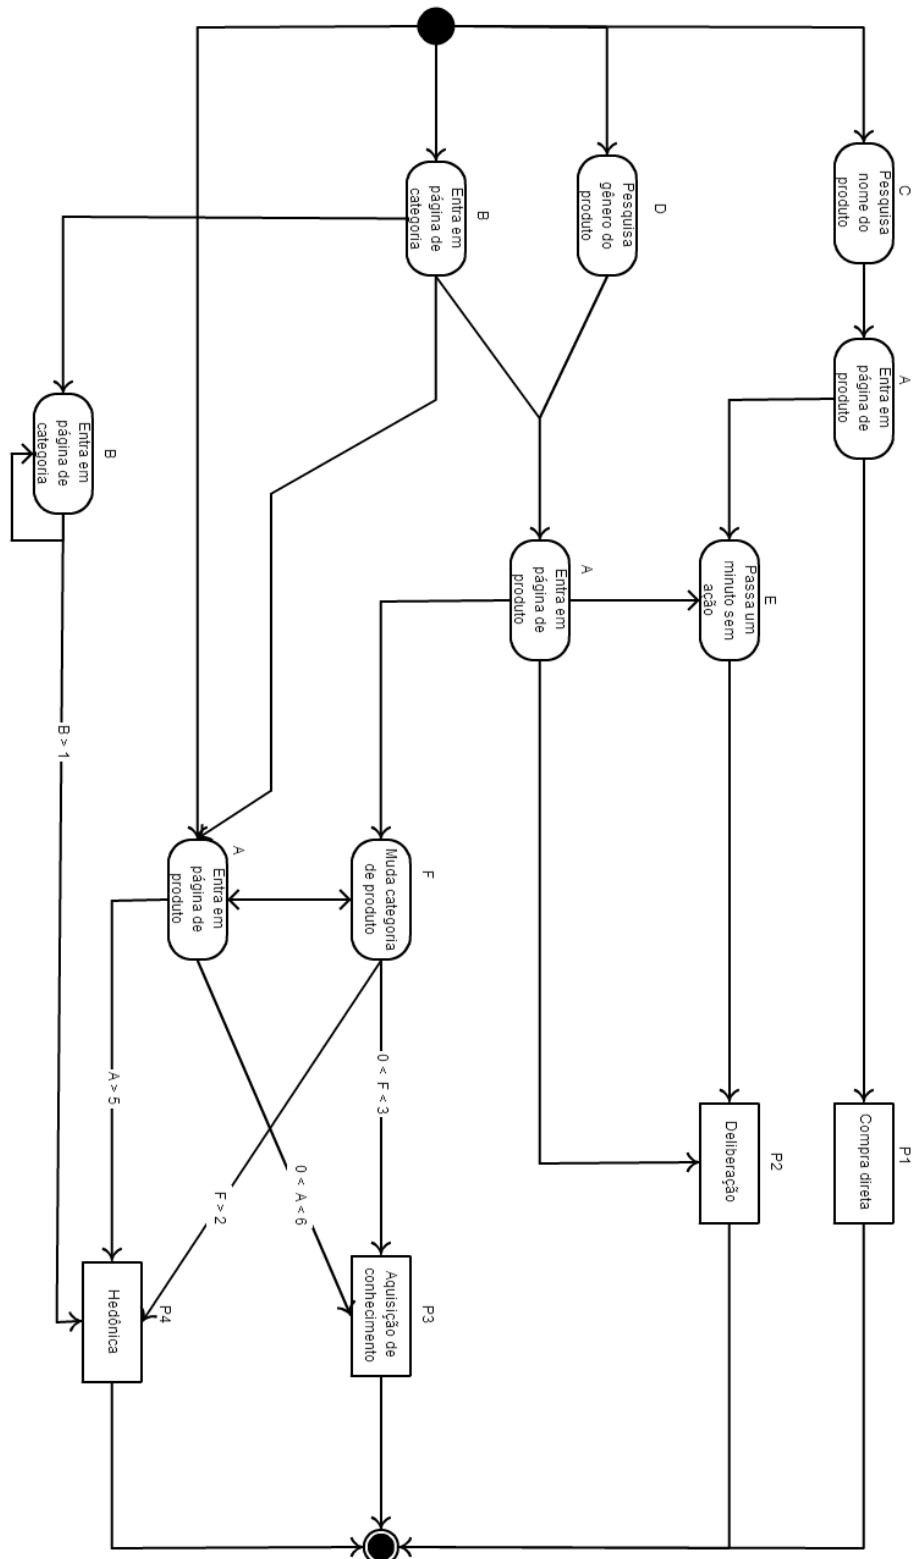 C
Pesquisa
nome do
produto
A
Entra em
página de
produto
P1
Compra direta
D
Pesquisa
gênero do
produto
E
Passa um
minuto sem
ação
P2
Deliberação
B
Entra em
página de
categoria
A
Entra em
página de
produto
F
Muda categoria
de produto
0 < F < 3
P3
Aquisição de
conhecimento
A
Entra em
página de
produto
0 < A < 6
F > 2
A > 5
B
Entra em
página de
categoria
B > 1
P4
Hedônica